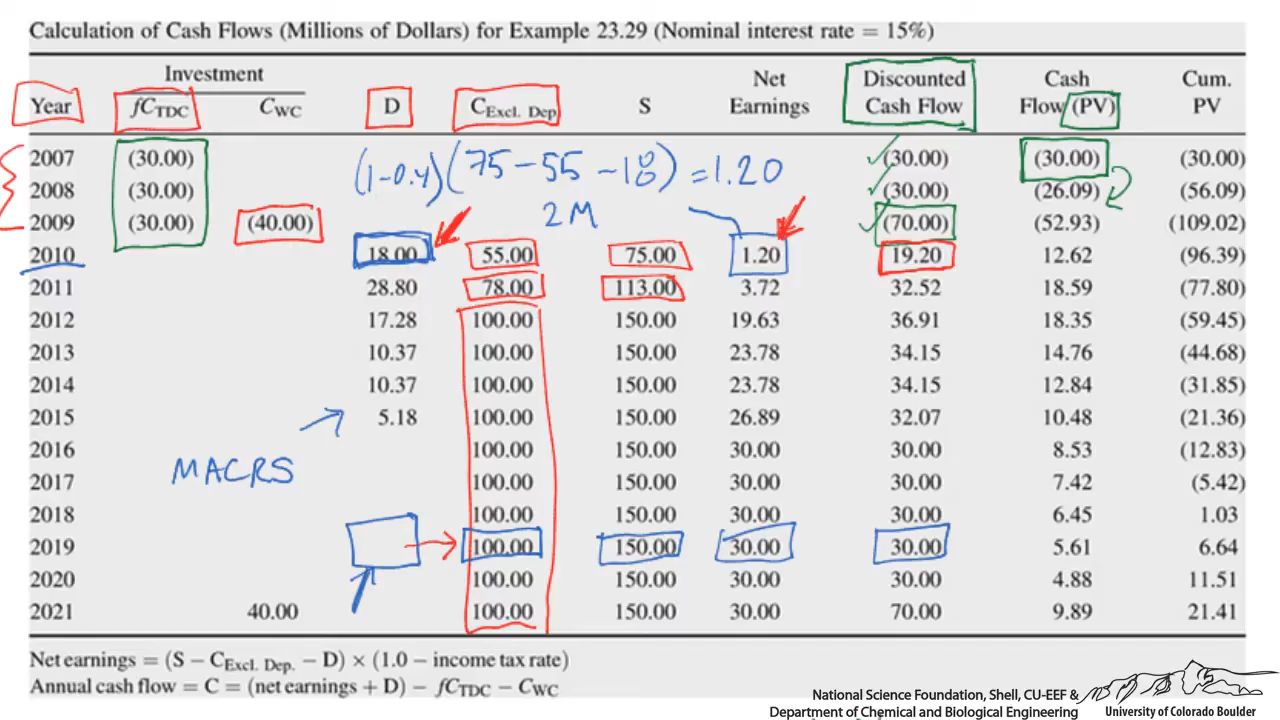 Calculation of Cash Flows (Millions of Dollars) for Example 23.29 (Nominal interest rate = 15%)
Investment Net Discounted Cash Cum.
Year fCTDC CWC D CExcl. Dep. S Earnings Cash Flow Flow (PV) PV
2007 (30.00) (30.00) (30.00) (30.00)
(1-0.4)(75-55-18) = 1.20
2008 (30.00) (30.00) (26.09) (56.09)
2M
2009 (30.00) (40.00) (70.00) (52.93) (109.02)
2010 18.00 55.00 75.00 1.20 19.20 12.62 (96.39)
2011 28.80 78.00 113.00 3.72 32.52 18.59 (77.80)
2012 17.28 100.00 150.00 19.63 36.91 18.35 (59.45)
2013 10.37 100.00 150.00 23.78 34.15 14.76 (44.68)
2014 10.37 100.00 150.00 23.78 34.15 12.84 (31.85)
2015 5.18 100.00 150.00 26.89 32.07 10.48 (21.36)
2016 100.00 150.00 30.00 30.00 8.53 (12.83)
MACRS
2017 100.00 150.00 30.00 30.00 7.42 (5.42)
2018 100.00 150.00 30.00 30.00 6.45 1.03
2019 100.00 150.00 30.00 30.00 5.61 6.64
2020 100.00 150.00 30.00 30.00 4.88 11.51
2021 40.00 100.00 150.00 30.00 70.00 9.89 21.41
Net earnings = (S − CExcl. Dep. − D) × (1.0 − income tax rate)
Annual cash flow = C = (net earnings + D) − fCTDC − CWC
National Science Foundation, Shell, CU-EEF &
Department of Chemical and Biological Engineering
University of Colorado Boulder